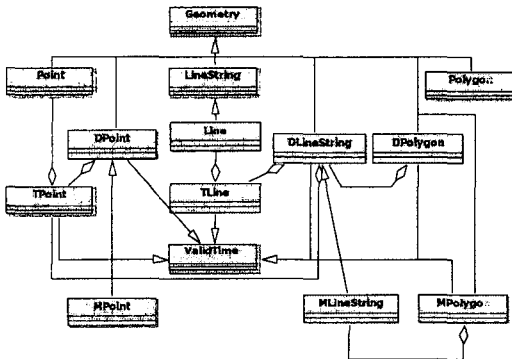 Geometry
Point
LineString
Polygon
DPoint
Line
DLineString
DPolygon
TPoint
TLine
ValidTime
MPoint
MLineString
MPolygon